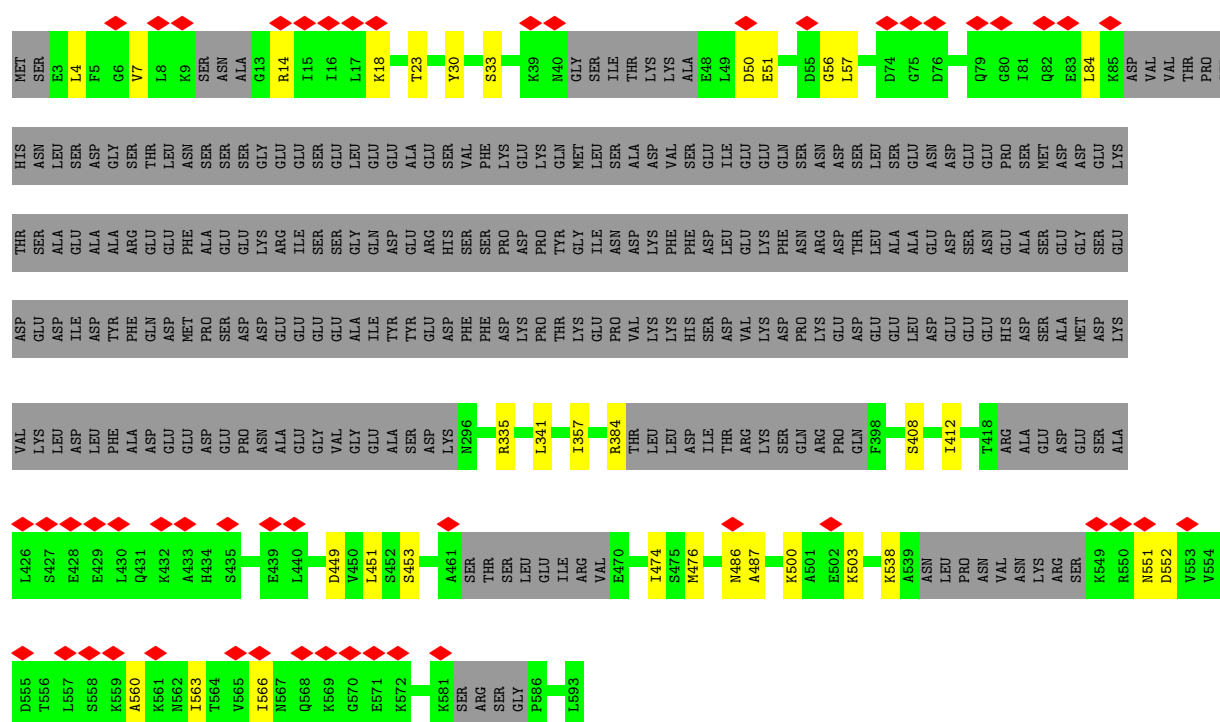 MET SER E3 L4 F5 G6 V7 L8 K9 SER ASN ALA G13 R14 I15 I16 L17 K18 T23 Y30 S33 K39 N40 GLY SER ILE THR LYS LYS ALA E48 L49 D50 E51 D55 G56 L57 D74 G75 D76 Q79 G80 I81 Q82 E83 L84 K85 ASP VAL VAL THR PRO
HIS ASN LEU SER ASP GLY SER THR LEU ASN SER SER SER GLY GLU GLU SER GLU LEU GLU GLU ALA GLU SER VAL PHE LYS GLU LYS GLN MET LEU SER ALA ASP VAL SER GLU ILE GLU GLU GLN SER ASN ASP SER LEU SER GLU ASN ASP GLU GLU PRO SER MET ASP ASP GLU LYS
THR SER ALA GLU ALA ALA ARG GLU GLU PHE ALA GLU GLU LYS ARG ILE SER SER GLY GLN ASP GLU ARG HIS SER SER PRO ASP PRO TYR GLY ILE ASN ASP LYS PHE PHE ASP LEU GLU LYS PHE ASN ARG ASP THR LEU ALA ALA GLU ASP SER ASN GLU ALA SER GLU GLY SER GLU
ASP GLU ASP ILE ASP TYR PHE GLN ASP MET PRO SER ASP ASP GLU GLU GLU GLU ALA ILE TYR TYR GLU ASP PHE PHE ASP LYS PRO THR LYS GLU PRO VAL LYS LYS HIS SER ASP VAL LYS ASP PRO LYS GLU ASP GLU GLU LEU ASP GLU GLU GLU HIS ASP SER ALA MET ASP LYS
VAL LYS LEU ASP LEU PHE ALA ASP GLU GLU ASP GLU PRO ASN ALA GLU GLY VAL GLY GLU ALA SER ASP LYS N296 R335 L341 I357 R384 THR LEU LEU ASP ILE THR ARG LYS SER GLN ARG PRO GLN F398 S408 I412 T418 ARG ALA GLU ASP GLU SER ALA
L426 S427 E428 E429 L430 Q431 K432 A433 H434 S435 E439 L440 D449 V450 L451 S452 S453 A461 SER THR SER LEU GLU ILE ARG VAL E470 I474 S475 M476 N486 A487 K500 A501 E502 K503 K538 A539 ASN LEU PRO ASN VAL ASN LYS ARG SER K549 R550 N551 D552 V553 V554
D555 T556 L557 S558 K559 A560 K561 N562 I563 T564 V565 I566 N567 Q568 K569 G570 E571 K572 K581 SER ARG SER GLY P586 L593